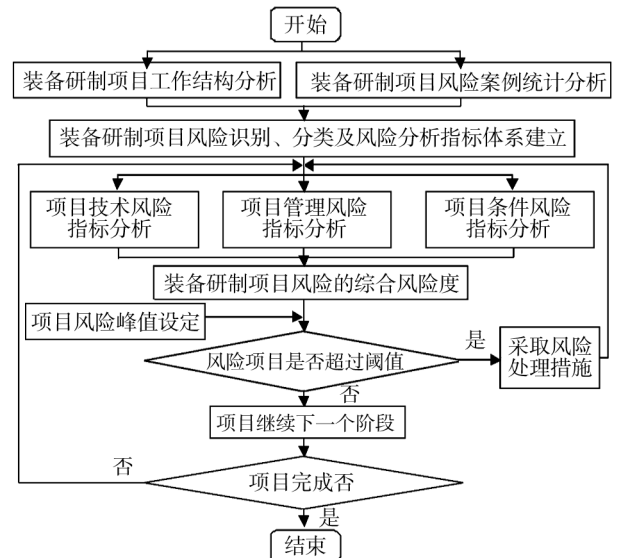 开始
装备研制项目工作结构分析
装备研制项目风险案例统计分析
装备研制项目风险识别、分类及风险分析指标体系建立
项目技术风险
指标分析
项目管理风险
指标分析
项目条件风险
指标分析
装备研制项目风险的综合风险度
项目风险峰值设定
风险项目是否超过阈值
是
采取风险
处理措施
否
项目继续下一个阶段
否
项目完成否
是
结束